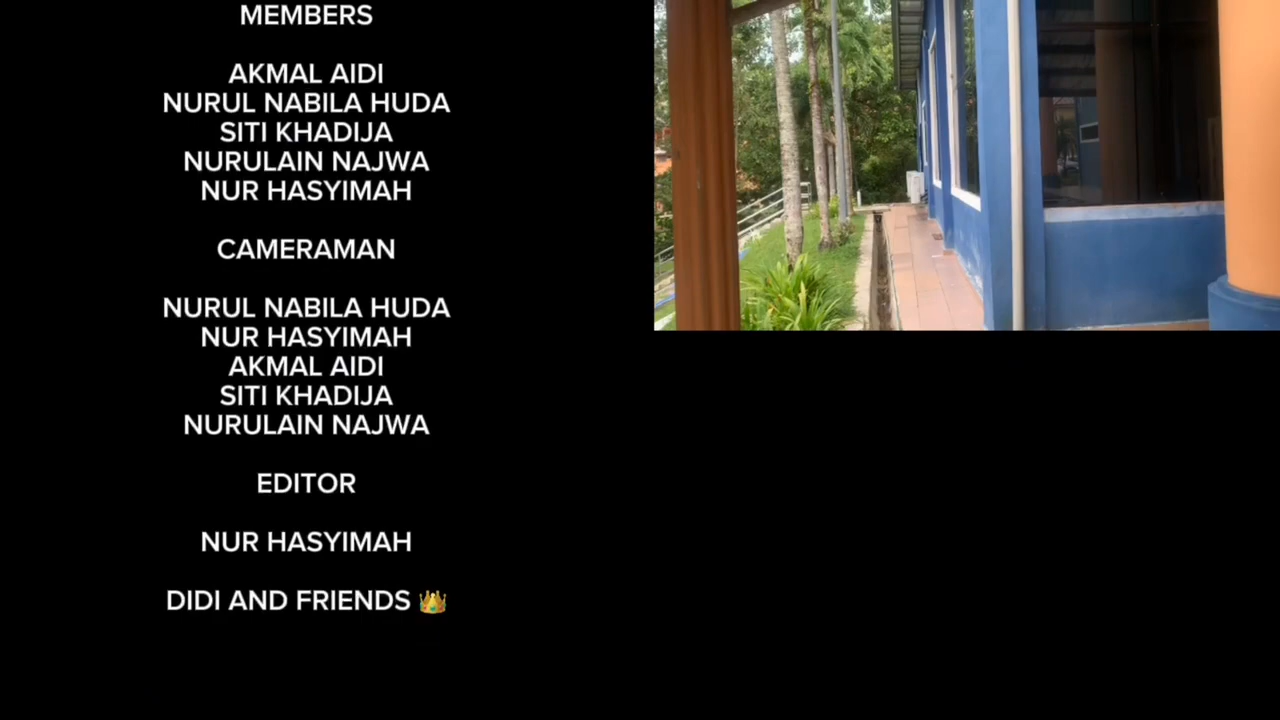 MEMBERS
AKMAL AIDI
NURUL NABILA HUDA
SITI KHADIJA
NURULAIN NAJWA
NUR HASYIMAH
CAMERAMAN
NURUL NABILA HUDA
NUR HASYIMAH
AKMAL AIDI
SITI KHADIJA
NURULAIN NAJWA
EDITOR
NUR HASYIMAH
DIDI AND FRIENDS 👑